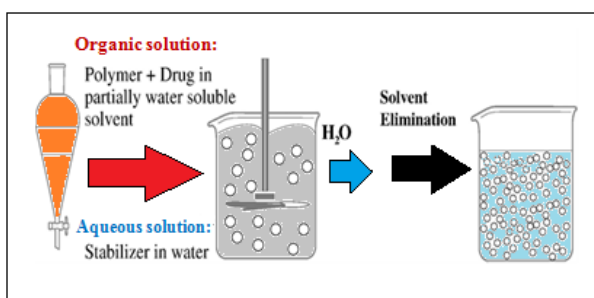 Organic solution:
Polymer + Drug in
partially water soluble
solvent
Aqueous solution:
Stabilizer in water
H₂O
Solvent
Elimination